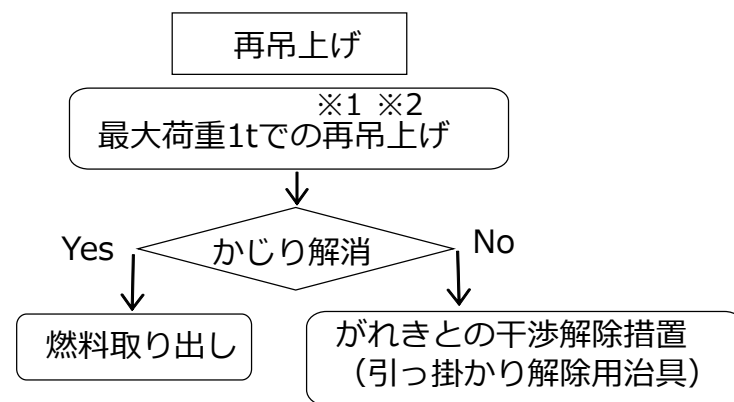 再吊上げ
※1 ※2
最大荷重1tでの再吊上げ
かじり解消
Yes
No
燃料取り出し
がれきとの干渉解除措置
（引っ掛かり解除用治具）